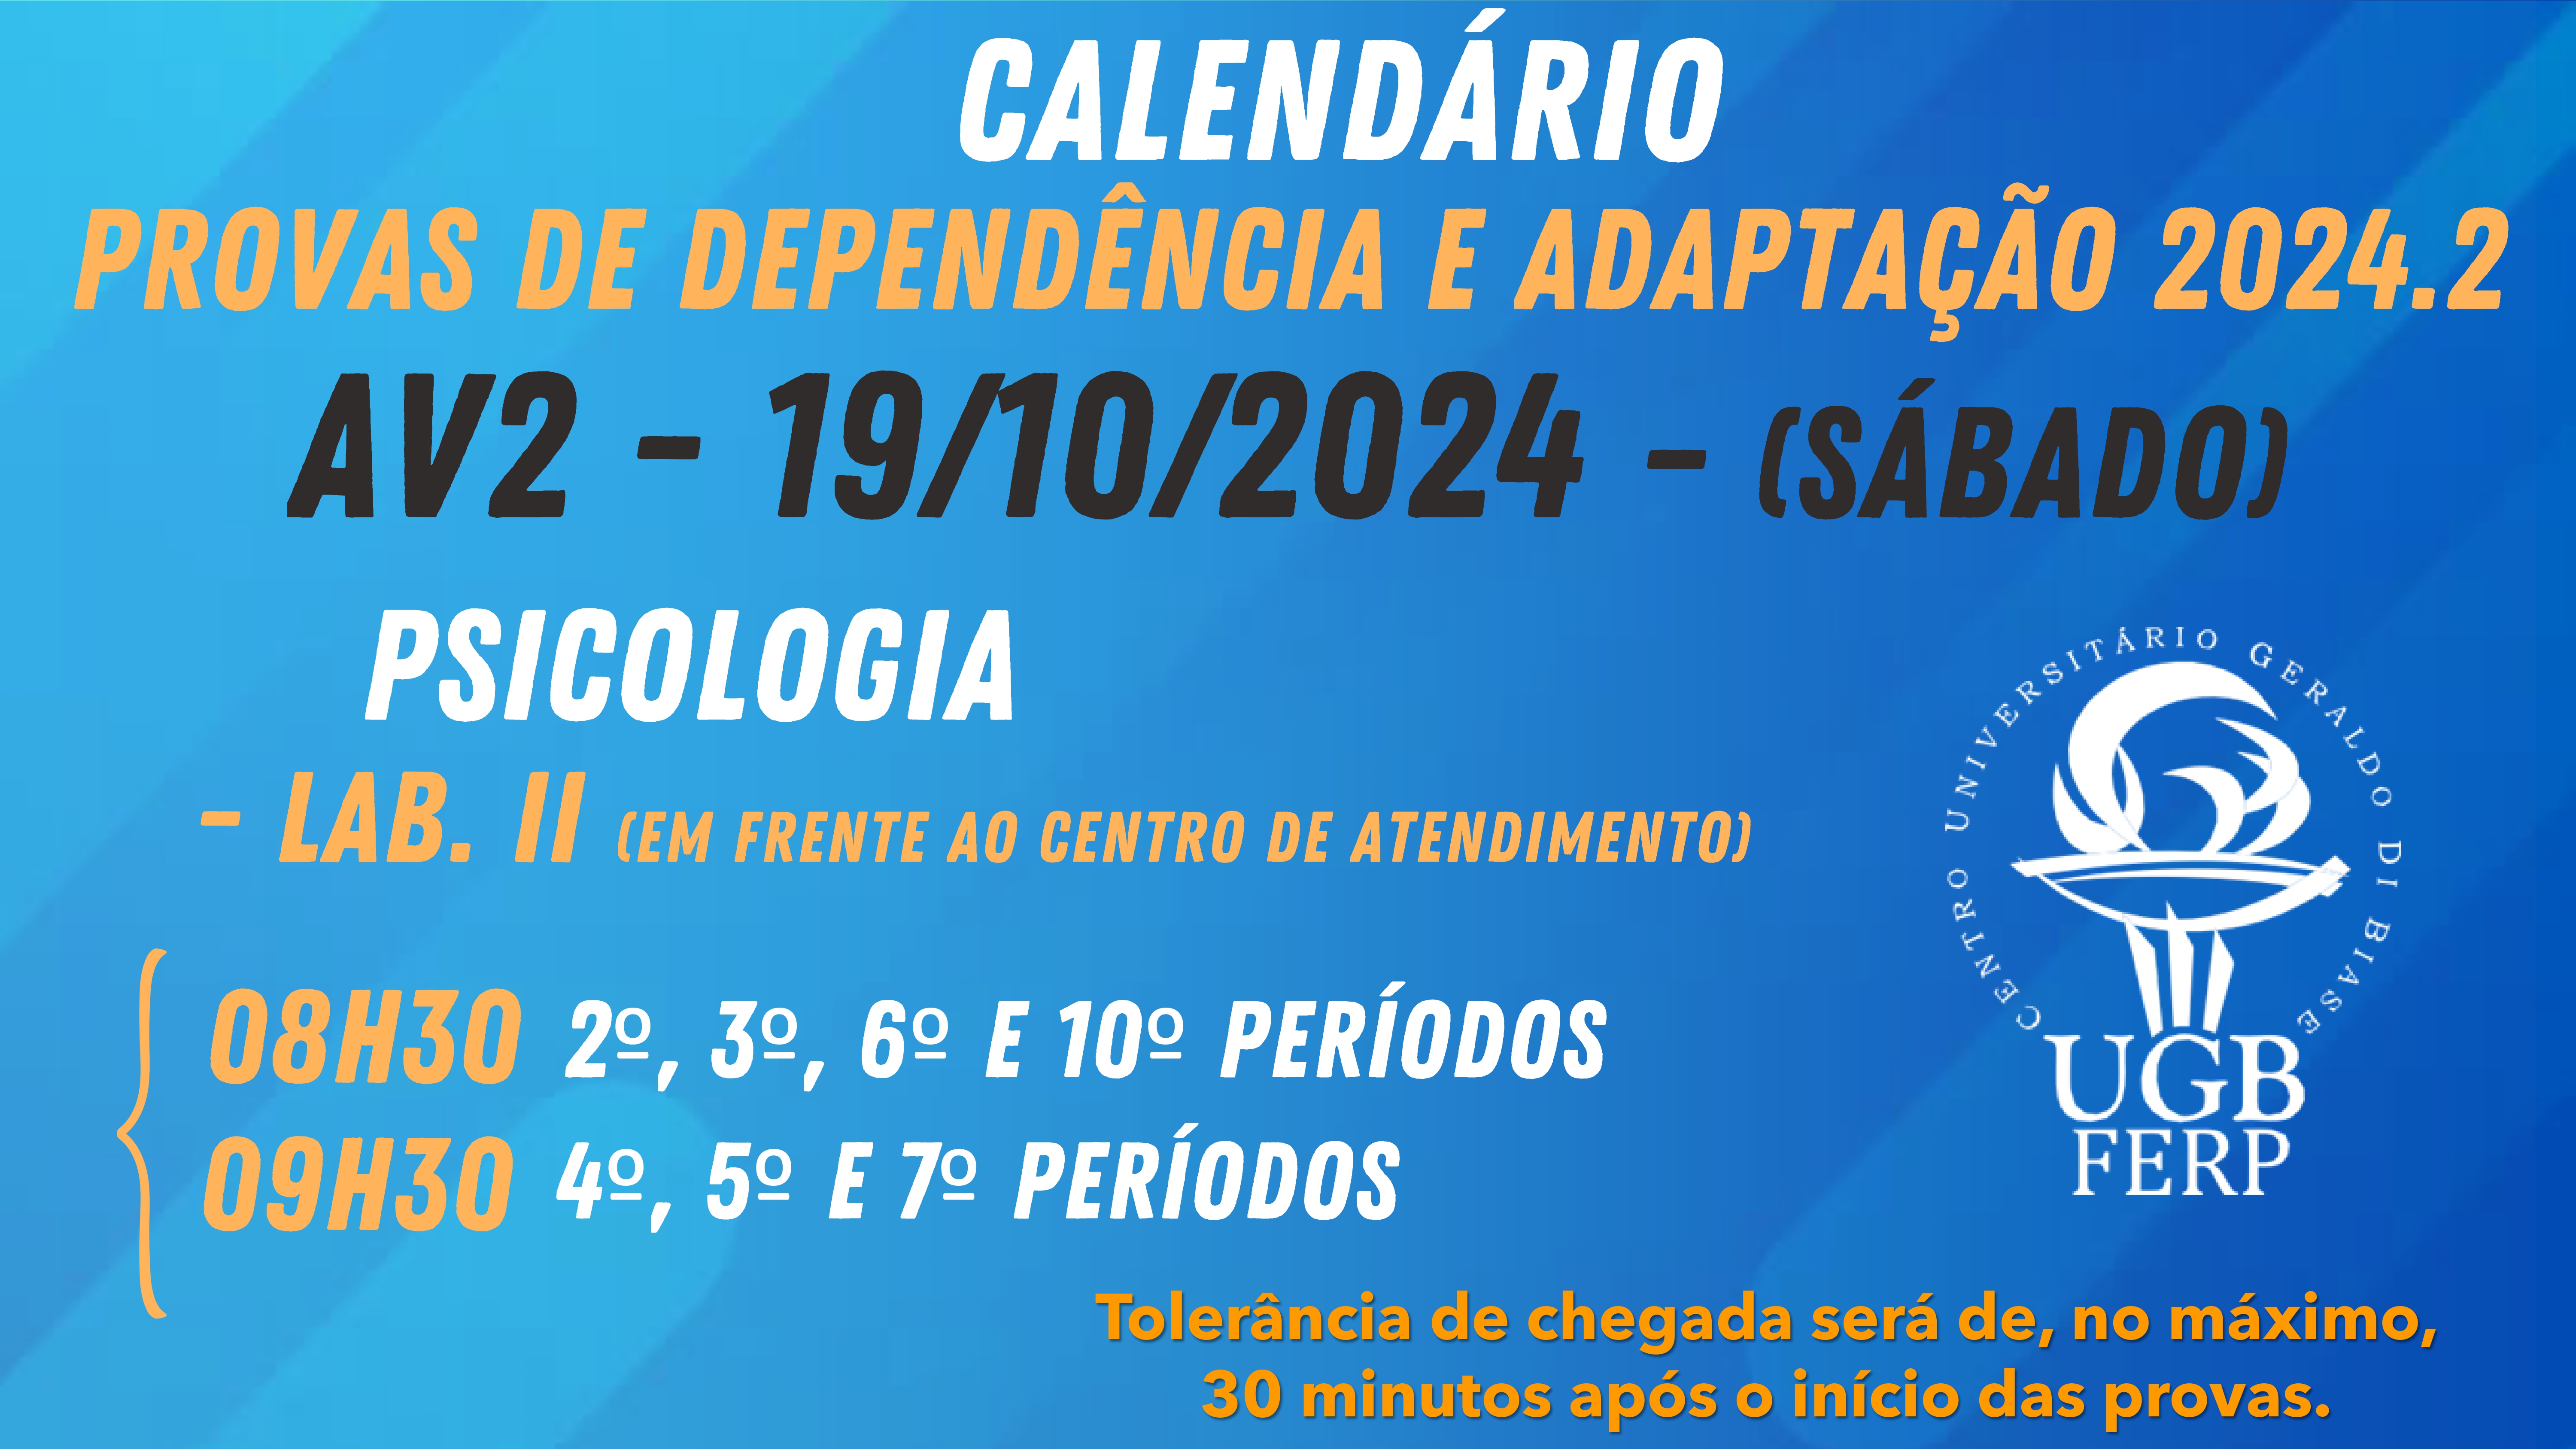 CALENDÁRIO
PROVAS DE DEPENDÊNCIA E ADAPTAÇÃO 2024.2
AV2 - 19/10/2024 - (SÁBADO)
PSICOLOGIA
- LAB. II (EM FRENTE AO CENTRO DE ATENDIMENTO)
08H30 2º, 3º, 6º E 10º PERÍODOS
09H30 4º, 5º E 7º PERÍODOS
CENTRO UNIVERSITÁRIO GERALDO DI BIASE
UGB
FERP
Tolerância de chegada será de, no máximo,
30 minutos após o início das provas.